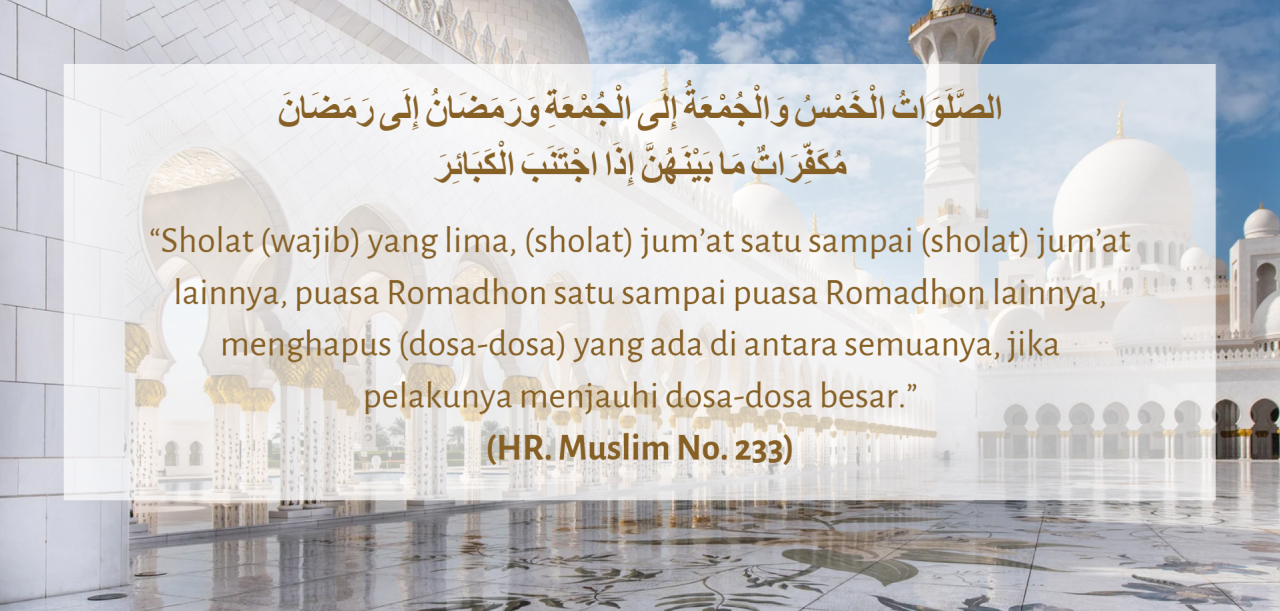 الصَّلَوَاتُ الْخَمْسُ وَالْجُمْعَةُ إِلَى الْجُمْعَةِ وَرَمَضَانُ إِلَى رَمَضَانَ
مُكَفِّرَاتٌ مَا بَيْنَهُنَّ إِذَا اجْتَنَبَ الْكَبَائِرَ
“Sholat (wajib) yang lima, (sholat) jum’at satu sampai (sholat) jum’at
lainnya, puasa Romadhon satu sampai puasa Romadhon lainnya,
menghapus (dosa-dosa) yang ada di antara semuanya, jika
pelakunya menjauhi dosa-dosa besar.”
(HR. Muslim No. 233)